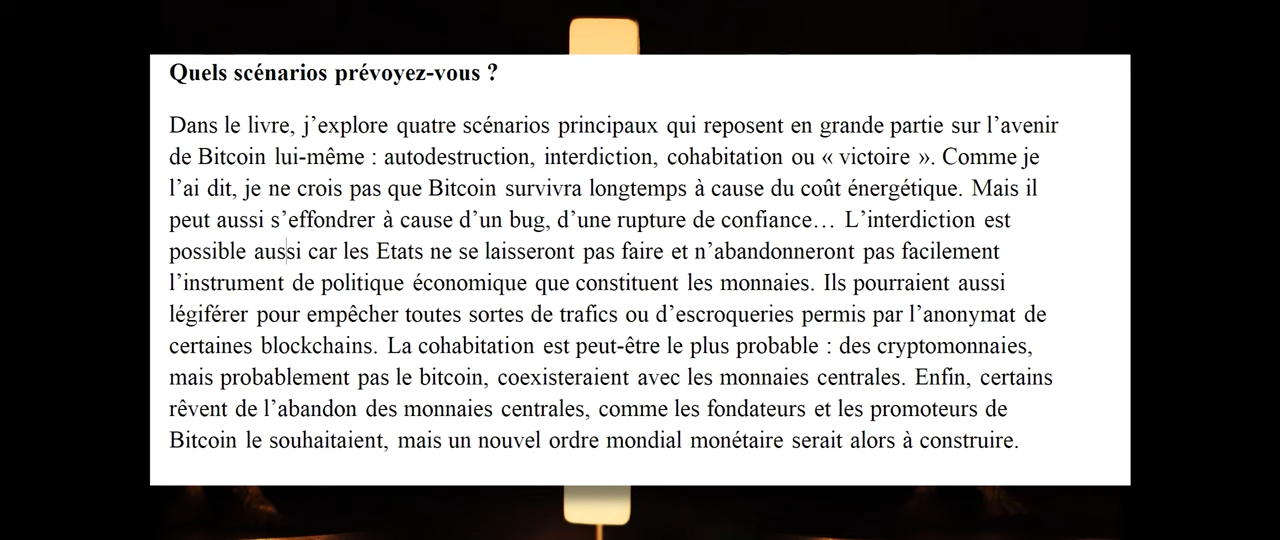 Quels scénarios prévoyez-vous ?
Dans le livre, j’explore quatre scénarios principaux qui reposent en grande partie sur l’avenir
de Bitcoin lui-même : autodestruction, interdiction, cohabitation ou « victoire ». Comme je
l’ai dit, je ne crois pas que Bitcoin survivra longtemps à cause du coût énergétique. Mais il
peut aussi s’effondrer à cause d’un bug, d’une rupture de confiance… L’interdiction est
possible aussi car les Etats ne se laisseront pas faire et n’abandonneront pas facilement
l’instrument de politique économique que constituent les monnaies. Ils pourraient aussi
légiférer pour empêcher toutes sortes de trafics ou d’escroqueries permis par l’anonymat de
certaines blockchains. La cohabitation est peut-être le plus probable : des cryptomonnaies,
mais probablement pas le bitcoin, coexisteraient avec les monnaies centrales. Enfin, certains
rêvent de l’abandon des monnaies centrales, comme les fondateurs et les promoteurs de
Bitcoin le souhaitaient, mais un nouvel ordre mondial monétaire serait alors à construire.